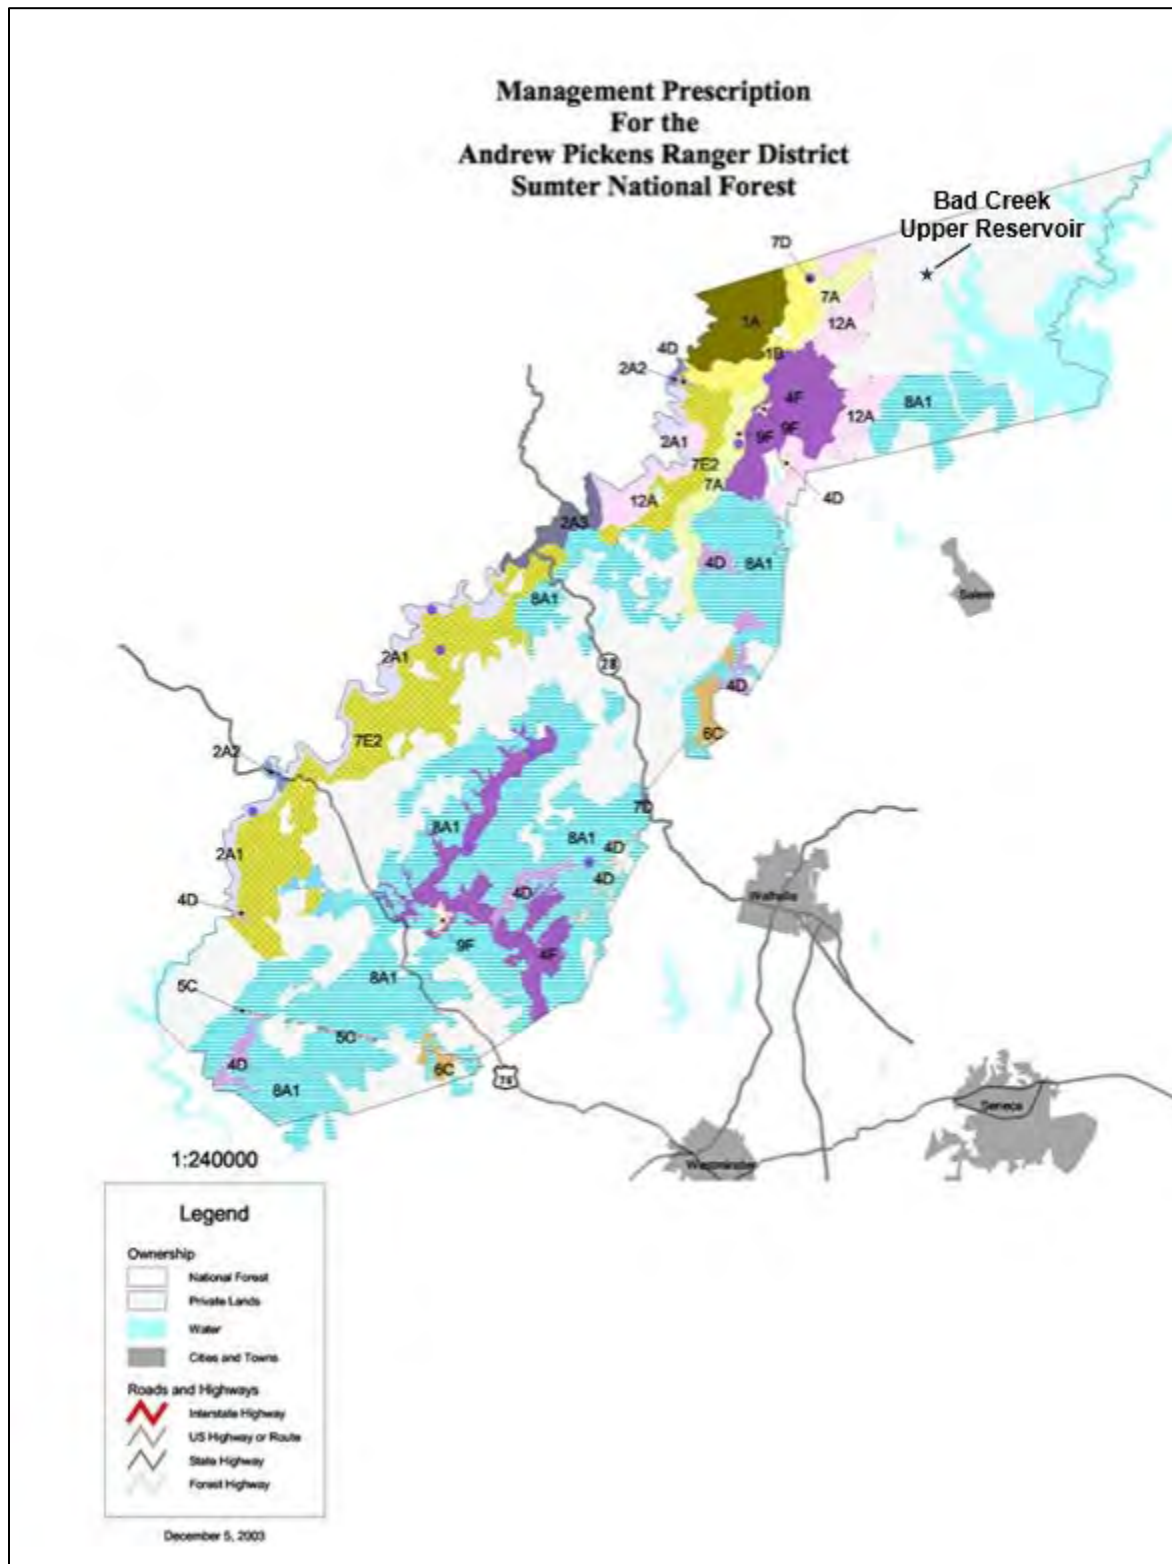 Management Prescription
For the
Andrew Pickens Ranger District
Sumter National Forest
Bad Creek
Upper Reservoir
7D
7A
1A
12A
4D
1B
2A2
4F
12A
8A1
2A1
9F
9F
7E2
7A
4D
12A
2A3
4D
8A1
8A1
Salem
2A1
28
4D
6C
7E2
2A2
7D
8A1
8A1
4D
2A1
4D
4D
4D
Walhalla
9F
4F
8A1
5C
5C
4D
6C
8A1
76
Seneca
Westminster
1:240000
Legend
Ownership
National Forest
Private Lands
Water
Cities and Towns
Roads and Highways
Interstate Highway
US Highway or Route
State Highway
Forest Highway
December 5, 2003